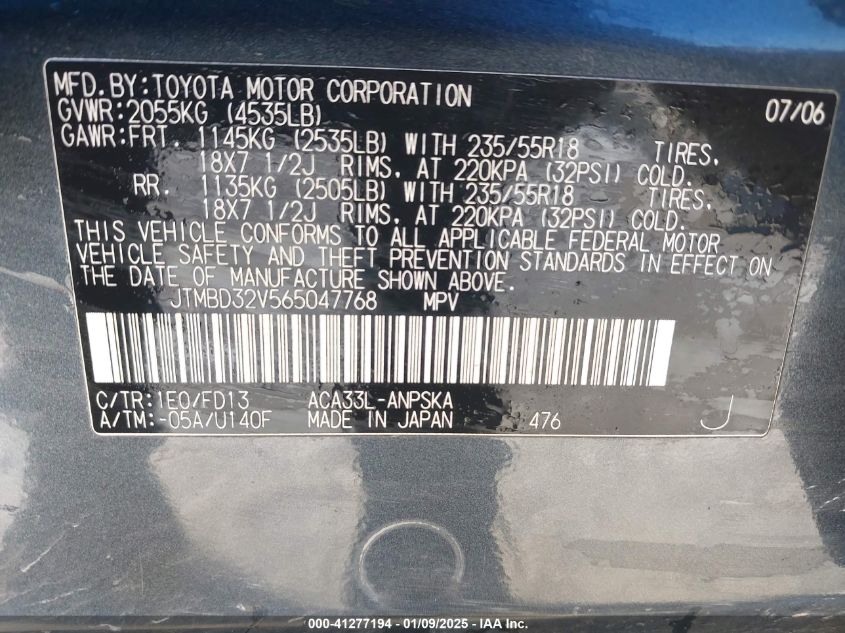 MFD.BY:TOYOTA MOTOR CORPORATION 07/06
GVWR:2055KG (4535LB)
GAWR:FRT. 1145KG (2535LB) WITH 235/55R18 TIRES,
18X7 1/2J RIMS, AT 220KPA (32PSI) COLD.
RR. 1135KG (2505LB) WITH 235/55R18 TIRES,
18X7 1/2J RIMS, AT 220KPA (32PSI) COLD.
THIS VEHICLE CONFORMS TO ALL APPLICABLE FEDERAL MOTOR
VEHICLE SAFETY AND THEFT PREVENTION STANDARDS IN EFFECT ON
THE DATE OF MANUFACTURE SHOWN ABOVE.
JTMBD32V565047768 MPV
C/TR:1E0/FD13 ACA33L-ANPSKA
A/TM:-05A/U140F MADE IN JAPAN 476 J
000-41277194 - 01/09/2025 - IAA Inc.